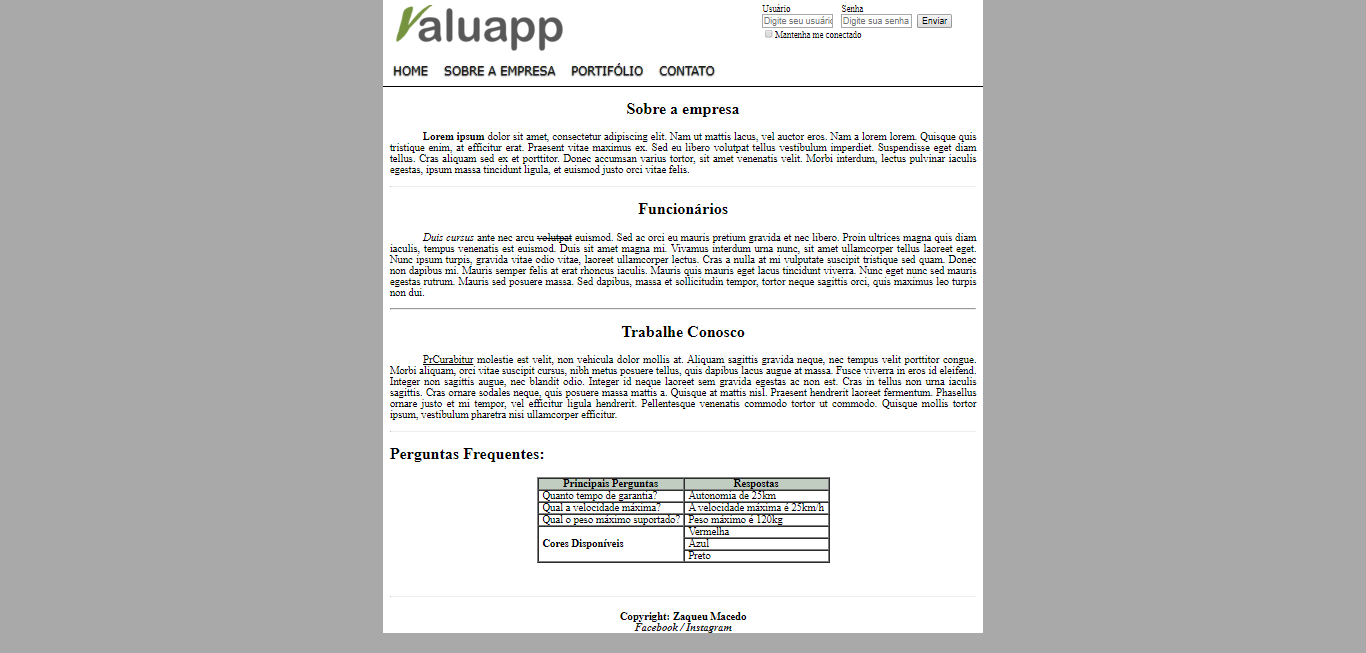 Valuapp
Usuário Senha
Digite seu usuári Digite sua senha Enviar
Mantenha me conectado
HOME SOBRE A EMPRESA PORTIFÓLIO CONTATO
Sobre a empresa
Lorem ipsum dolor sit amet, consectetur adipiscing elit. Nam ut mattis lacus, vel auctor eros. Nam a lorem lorem. Quisque quis
tristique enim, at efficitur erat. Praesent vitae maximus ex. Sed eu libero volutpat tellus vestibulum imperdiet. Suspendisse eget diam
tellus. Cras aliquam sed ex et porttitor. Donec accumsan varius tortor, sit amet venenatis velit. Morbi interdum, lectus pulvinar iaculis
egestas, ipsum massa tincidunt ligula, et euismod justo orci vitae felis.
Funcionários
Duis cursus ante nec arcu volutpat euismod. Sed ac orci eu mauris pretium gravida et nec libero. Proin ultrices magna quis diam
iaculis, tempus venenatis est euismod. Duis sit amet magna mi. Vivamus interdum urna nunc, sit amet ullamcorper tellus laoreet eget.
Nunc ipsum turpis, gravida vitae odio vitae, laoreet ullamcorper lectus. Cras a nulla at mi vulputate suscipit tristique sed quam. Donec
non dapibus mi. Mauris semper felis at erat rhoncus iaculis. Mauris quis mauris eget lacus tincidunt viverra. Nunc eget nunc sed mauris
egestas rutrum. Mauris sed posuere massa. Sed dapibus, massa et sollicitudin tempor, tortor neque sagittis orci, quis maximus leo turpis
non dui.
Trabalhe Conosco
PrCurabitur molestie est velit, non vehicula dolor mollis at. Aliquam sagittis gravida neque, nec tempus velit porttitor congue.
Morbi aliquam, orci vitae suscipit cursus, nibh metus posuere tellus, quis dapibus lacus augue at massa. Fusce viverra in eros id eleifend.
Integer non sagittis augue, nec blandit odio. Integer id neque laoreet sem gravida egestas ac non est. Cras in tellus non urna iaculis
sagittis. Cras ornare sodales neque, quis posuere massa mattis a. Quisque at mattis nisl. Praesent hendrerit laoreet fermentum. Phasellus
ornare justo et mi tempor, vel efficitur ligula hendrerit. Pellentesque venenatis commodo tortor ut commodo. Quisque mollis tortor
ipsum, vestibulum pharetra nisi ullamcorper efficitur.
Perguntas Frequentes:
Principais Perguntas Respostas
Quanto tempo de garantia? Autonomia de 25km
Qual a velocidade máxima? A velocidade máxima é 25km/h
Qual o peso máximo suportado? Peso máximo é 120kg
Cores Disponíveis Vermelha
Azul
Preto
Copyright: Zaqueu Macedo
Facebook / Instagram